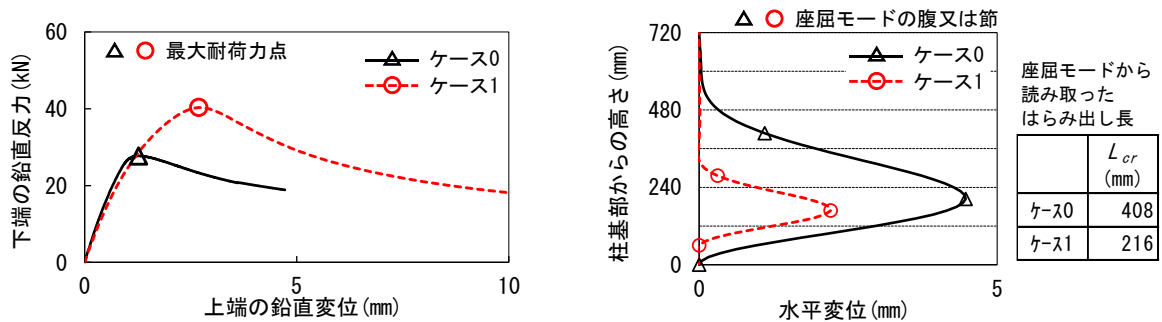 60
40
20
0
下端の鉛直反力(kN)
△ ○ 最大耐荷力点
ケース0
ケース1
0
5
10
上端の鉛直変位(mm)
△ ○ 座屈モードの腹又は節
720
480
240
0
柱基部からの高さ(mm)
ケース0
ケース1
0
5
水平変位(mm)
座屈モードから
読み取った
はらみ出し長
Lcr
(mm)
ケース0 408
ケース1 216